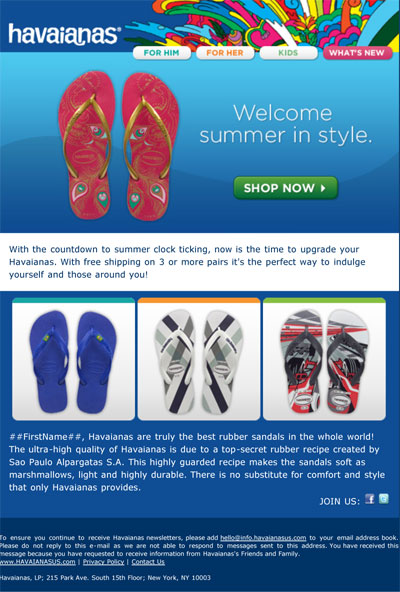 havaianas®
FOR HIM
FOR HER
KIDS
WHAT'S NEW
Welcome
summer in style.
SHOP NOW
With the countdown to summer clock ticking, now is the time to upgrade your
Havaianas. With free shipping on 3 or more pairs it's the perfect way to indulge
yourself and those around you!
##FirstName##, Havaianas are truly the best rubber sandals in the whole world!
The ultra-high quality of Havaianas is due to a top-secret rubber recipe created by
Sao Paulo Alpargatas S.A. This highly guarded recipe makes the sandals soft as
marshmallows, light and highly durable. There is no substitute for comfort and style
that only Havaianas provides.
JOIN US:
To ensure you continue to receive Havaianas newsletters, please add hello@info.havaianasus.com to your email address book.
Please do not reply to this e-mail as we are not able to respond to messages sent to this address. You have received this
message because you have requested to receive information from Havaianas's Friends and Family.
www.HAVAIANASUS.com | Privacy Policy | Contact Us
Havaianas, LP; 215 Park Ave. South 15th Floor; New York, NY 10003